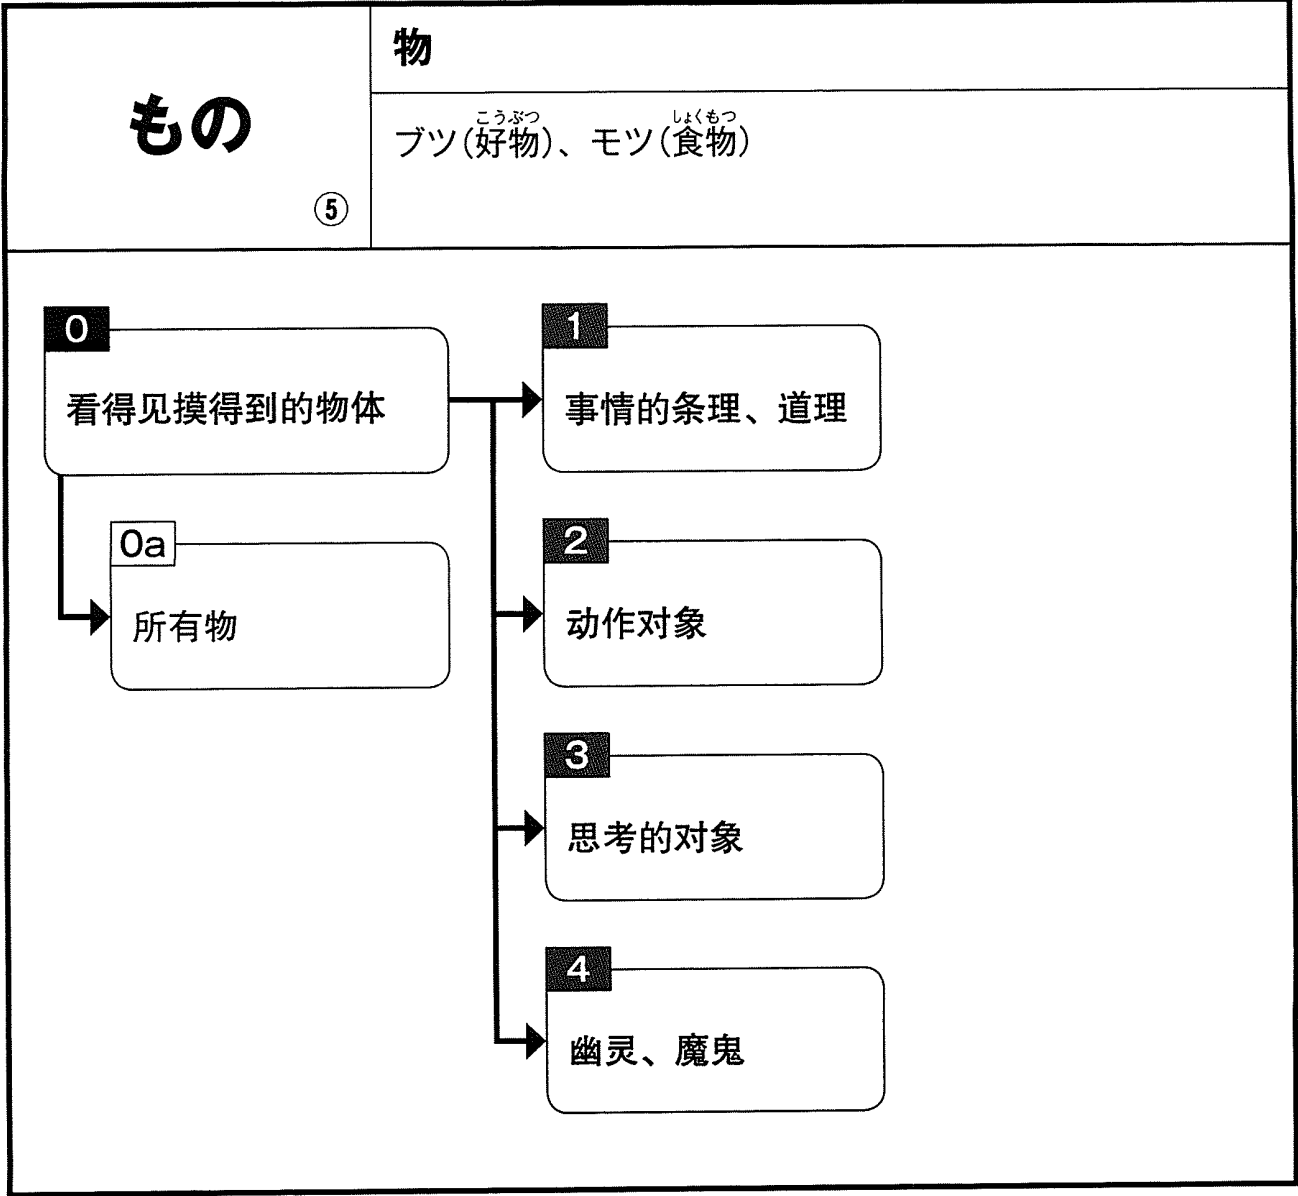 もの
⑤
物
こうぶつ しょくもつ
ブツ(好物)、モツ(食物)
0
看得见摸得到的物体
0a
所有物
1
事情的条理、道理
2
动作对象
3
思考的对象
4
幽灵、魔鬼